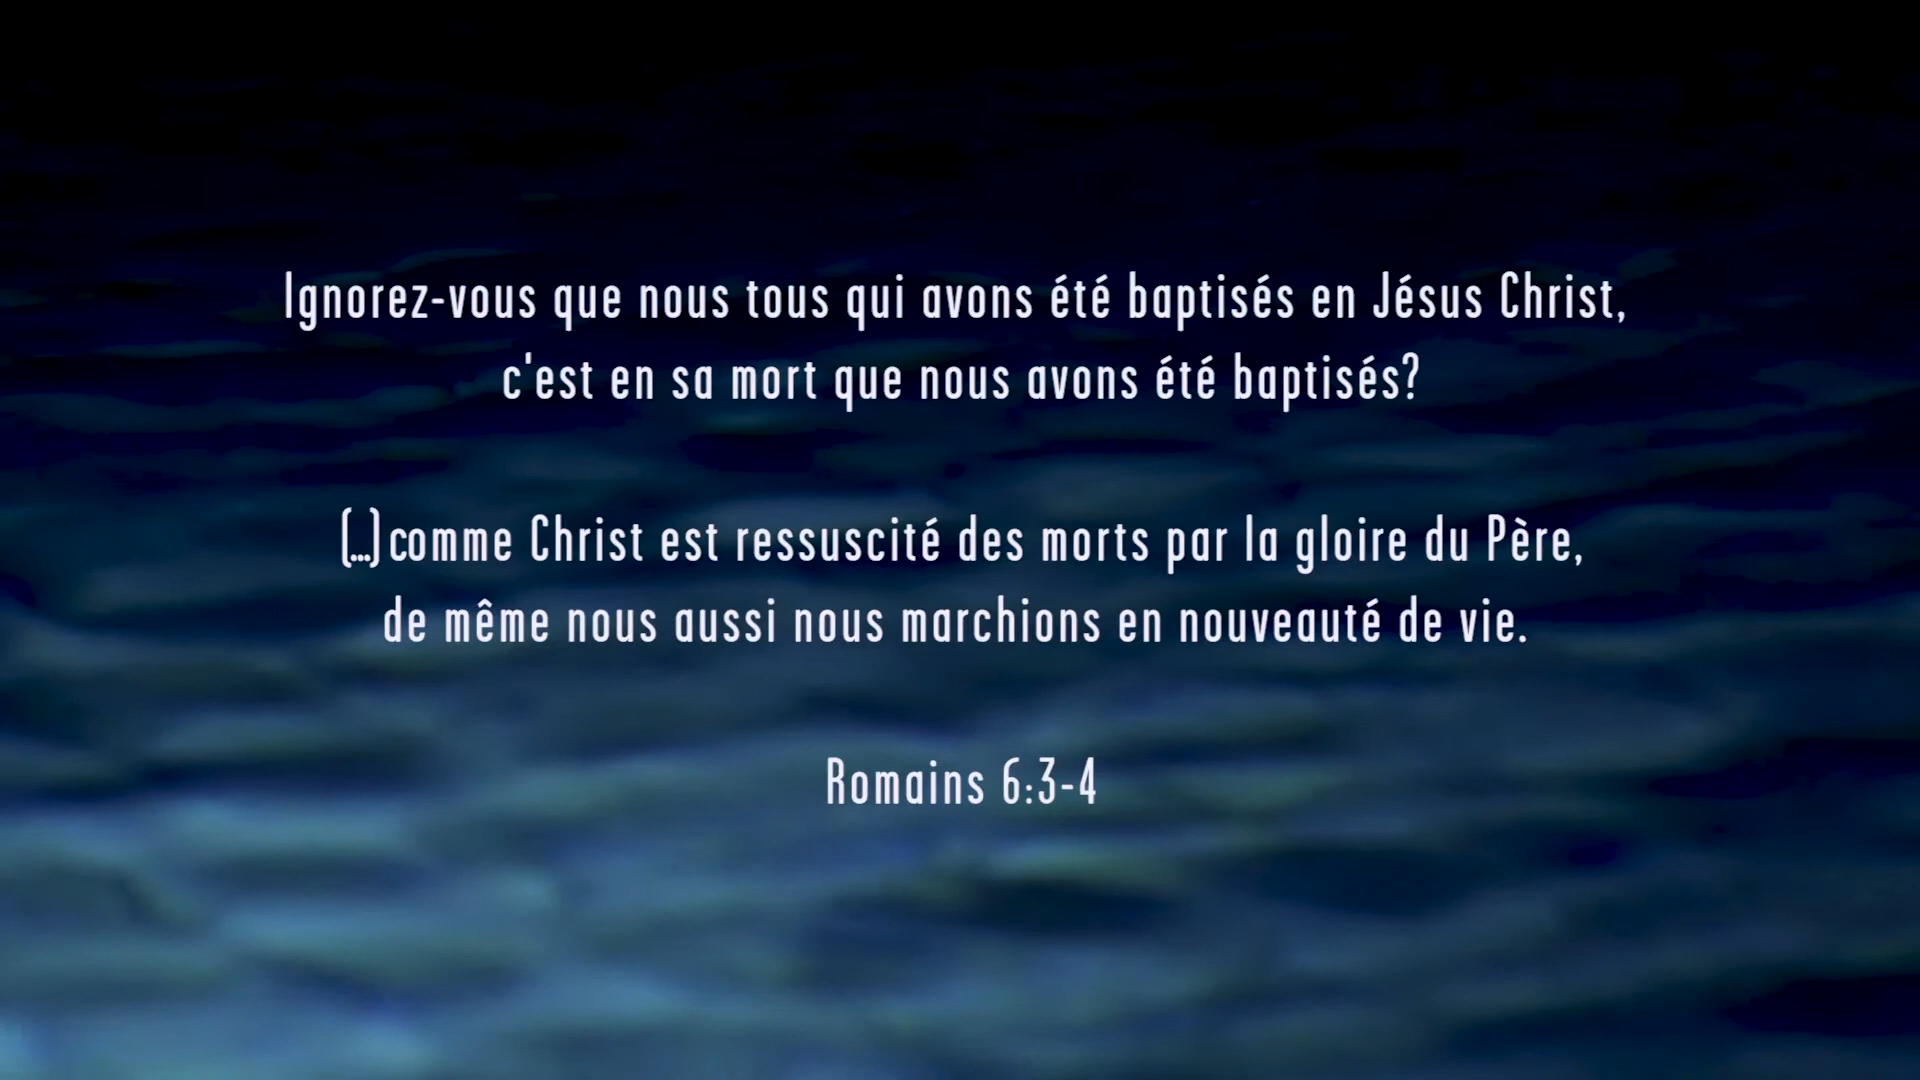 Ignorez-vous que nous tous qui avons été baptisés en Jésus Christ,
c'est en sa mort que nous avons été baptisés?
(...) comme Christ est ressuscité des morts par la gloire du Père,
de même nous aussi nous marchions en nouveauté de vie.
Romains 6:3-4